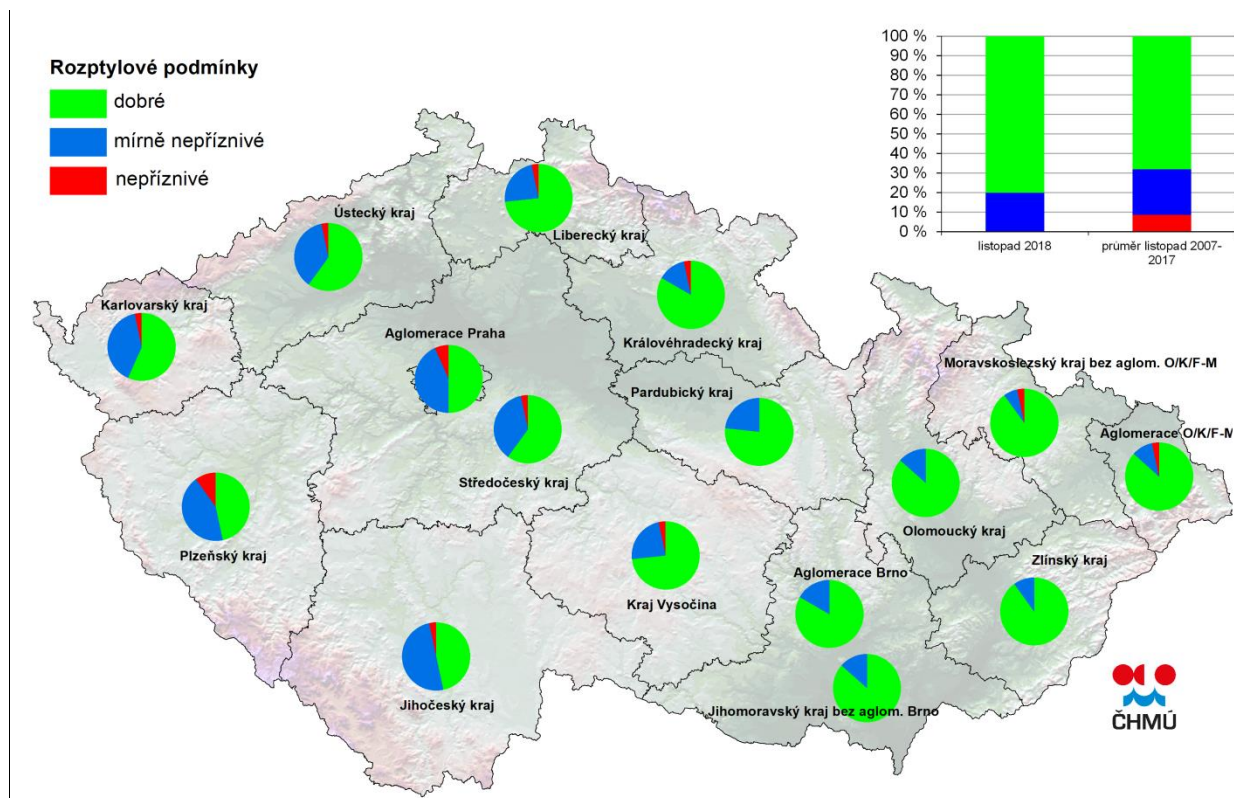 Rozptylové podmínky
dobré
mírně nepříznivé
nepříznivé
100 %
90 %
80 %
70 %
60 %
50 %
40 %
30 %
20 %
10 %
0 %
listopad 2018
průměr listopad 2007-
2017
Ústecký kraj
Liberecký kraj
Karlovarský kraj
Aglomerace Praha
Královéhradecký kraj
Moravskoslezský kraj bez aglom. O/K/F-M
Pardubický kraj
Aglomerace O/K/F-M
Středočeský kraj
Olomoucký kraj
Plzeňský kraj
Zlínský kraj
Aglomerace Brno
Kraj Vysočina
Jihočeský kraj
Jihomoravský kraj bez aglom. Brno
ČHMÚ